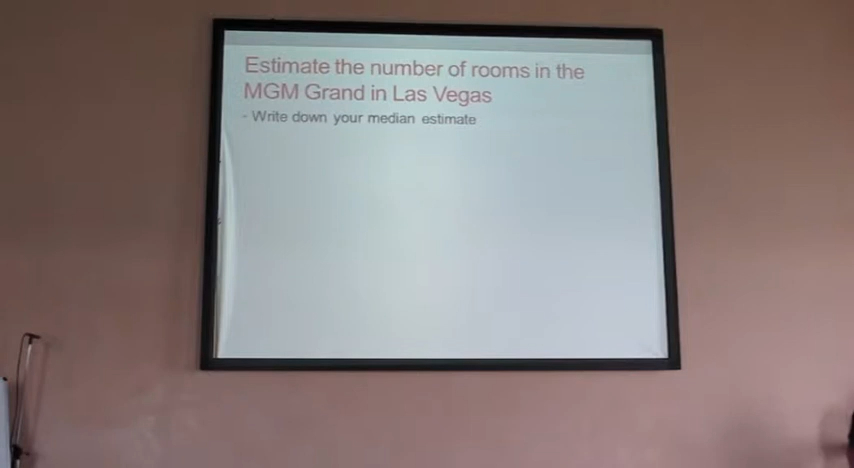 Estimate the number of rooms in the
MGM Grand in Las Vegas
- Write down your median estimate